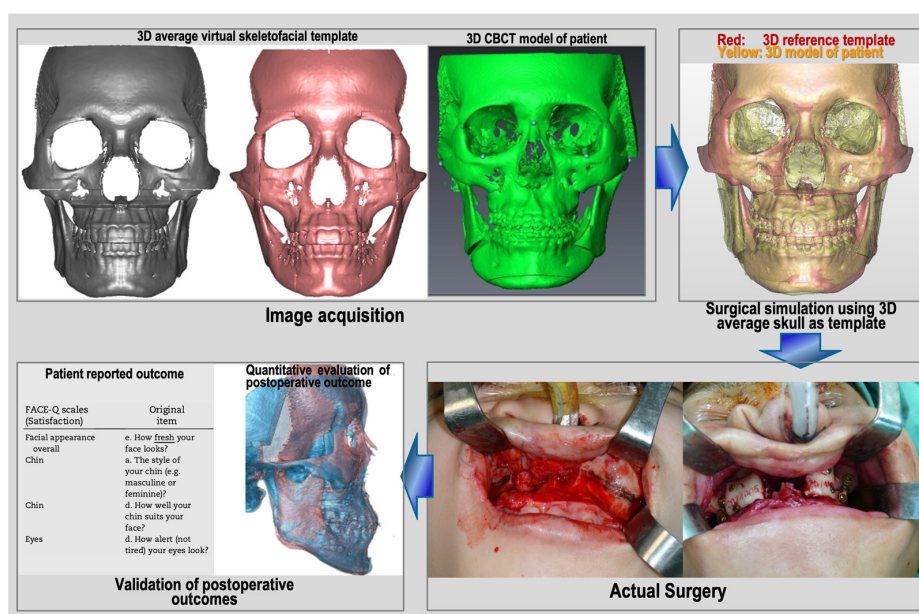 3D average virtual skeletofacial template
3D CBCT model of patient
Red: 3D reference template
Yellow: 3D model of patient
Image acquisition
Surgical simulation using 3D
average skull as template
Patient reported outcome
FACE-Q scales
(Satisfaction)
Original
item
Facial appearance
overall
e. How fresh your
face looks?
Chin
a. The style of
your chin (e.g.
masculine or
feminine)?
Chin
d. How well your
chin suits your
face?
Eyes
d. How alert (not
tired) your eyes look?
Quantitative evaluation of
postoperative outcome
Validation of postoperative
outcomes
Actual Surgery